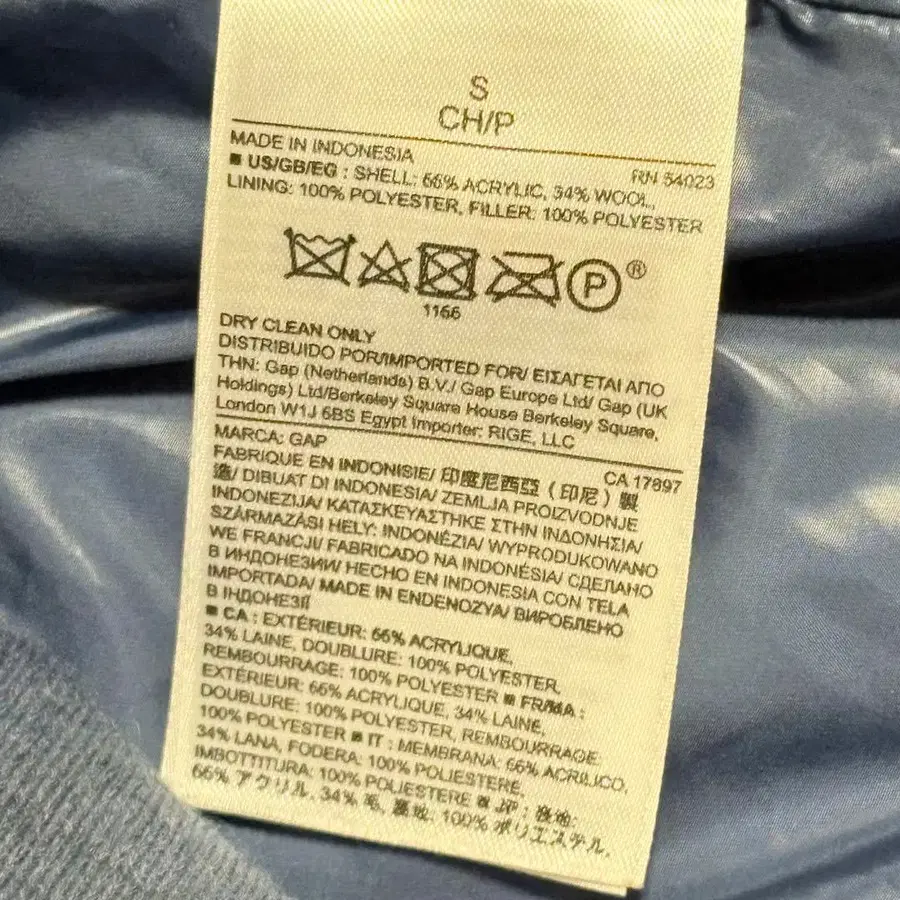 S
CH/P
MADE IN INDONESIA
RN 54023
■ US/GB/EG : SHELL: 66% ACRYLIC, 34% WOOL,
LINING: 100% POLYESTER, FILLER: 100% POLYESTER
P ®
1166
DRY CLEAN ONLY
DISTRIBUIDO POR/IMPORTED FOR/ ΕΙΣΑΓΕΤΑΙ ΑΠΟ
THN: Gap (Netherlands) B.V./ Gap Europe Ltd/ Gap (UK
Holdings) Ltd/Berkeley Square House Berkeley Square,
London W1J 6BS Egypt Importer: RIGE, LLC
MARCA: GAP
CA 17897
FABRIQUE EN INDONISIE/ 印度尼西亞（印尼）製
造/ DIBUAT DI INDONESIA/ ZEMLJA PROIZVODNJE
INDONEZIJA/ ΚΑΤΑΣΚΕΥΑΣΤΗΚΕ ΣΤΗΝ ΙΝΔΟΝΗΣΙΑ/
SZÁRMAZÁSI HELY: INDONÉZIA/ WYPRODUKOWANO
WE FRANCJI/ FABRICADO NA INDONÉSIA/ СДЕЛАНО
В ИНДОНЕЗИИ/ HECHO EN INDONESIA CON TELA
IMPORTADA/ MADE IN ENDENOZYA/ ВИРОБЛЕНО
В ІНДОНЕЗІЇ
■ CA : EXTÉRIEUR: 66% ACRYLIQUE,
34% LAINE, DOUBLURE: 100% POLYESTER,
REMBOURRAGE: 100% POLYESTER ■ FR/MA :
EXTÉRIEUR: 66% ACRYLIQUE, 34% LAINE,
DOUBLURE: 100% POLYESTER, REMBOURRAGE:
100% POLYESTER ■ IT : MEMBRANA: 66% ACRILICO,
34% LANA, FODERA: 100% POLIESTERE,
IMBOTTITURA: 100% POLIESTERE ■ JP : 表地:
66% アクリル, 34% 毛, 裏地: 100% ポリエステル,